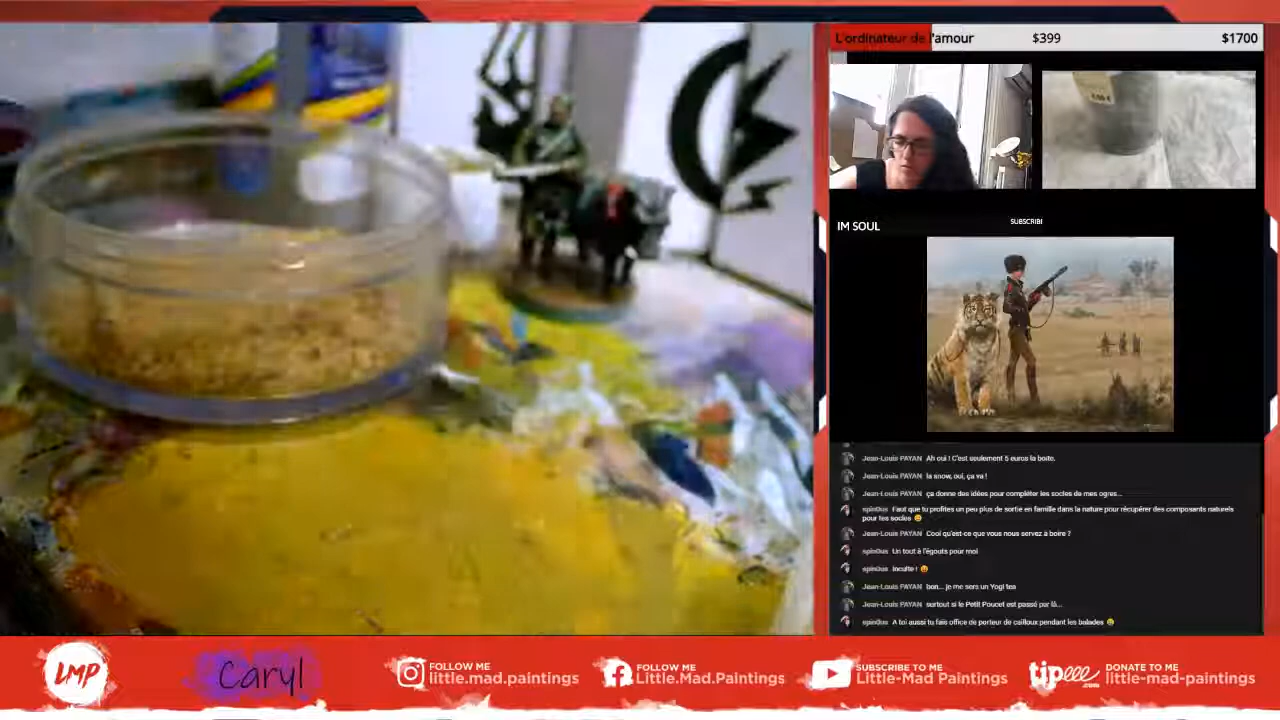 L'ordinateur de l'amour $399 $1700
IM SOUL
SUBSCRIBI
Jean-Louis PAYAN Ah oui ! C'est seulement 5 euros la boite.
Jean-Louis PAYAN la snow, oui, ça va !
Jean-Louis PAYAN ça donne des idées pour compléter les socles de mes ogres...
spin0us Faut que tu profites un peu plus de sortie en famille dans la nature pour récupérer des composants naturels
pour tes socles
Jean-Louis PAYAN Cool qu'est-ce que vous nous servez à boire ?
spin0us Un tout à l'égouts pour moi
spin0us Inculte !
Jean-Louis PAYAN bon... je me sers un Yogi tea
Jean-Louis PAYAN surtout si le Petit Poucet est passé par là...
spin0us A toi aussi tu fais office de porteur de cailloux pendant les balades
LMP
Caryl
FOLLOW ME
little.mad.paintings
FOLLOW ME
Little.Mad.Paintings
SUBSCRIBE TO ME
Little-Mad Paintings
tipeee.com
DONATE TO ME
little-mad-paintings